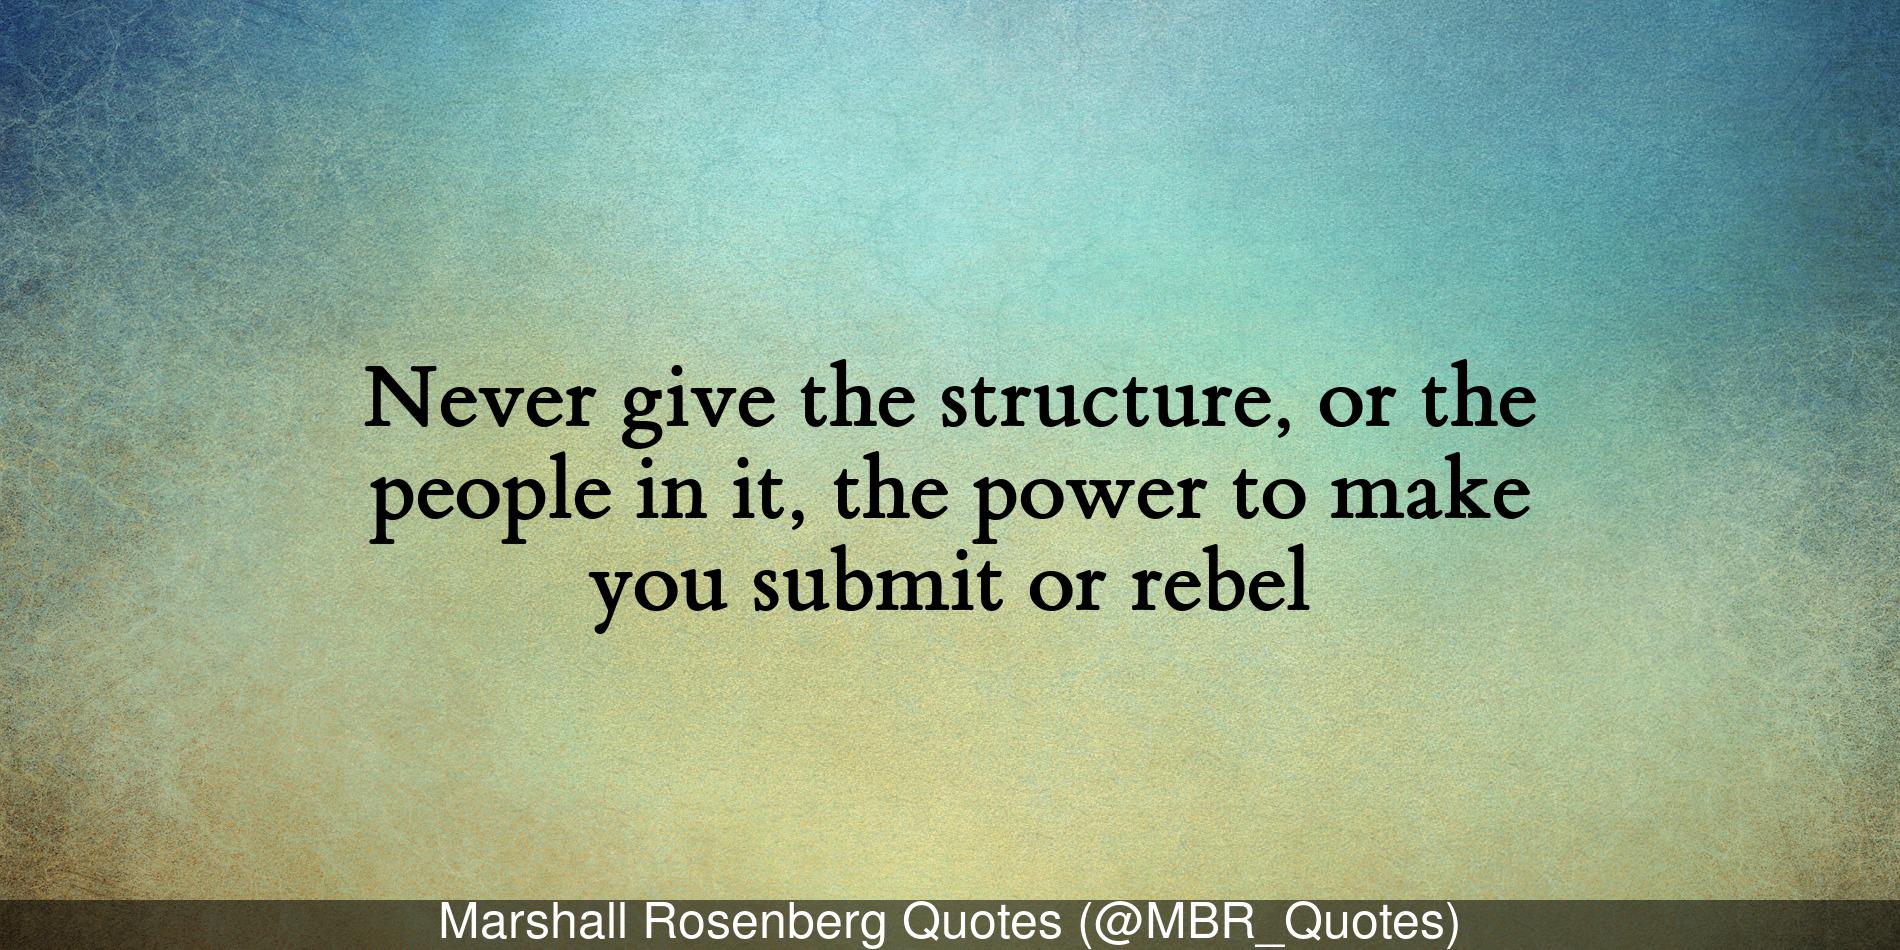 Never give the structure, or the
people in it, the power to make
you submit or rebel
Marshall Rosenberg Quotes (@MBR_Quotes)